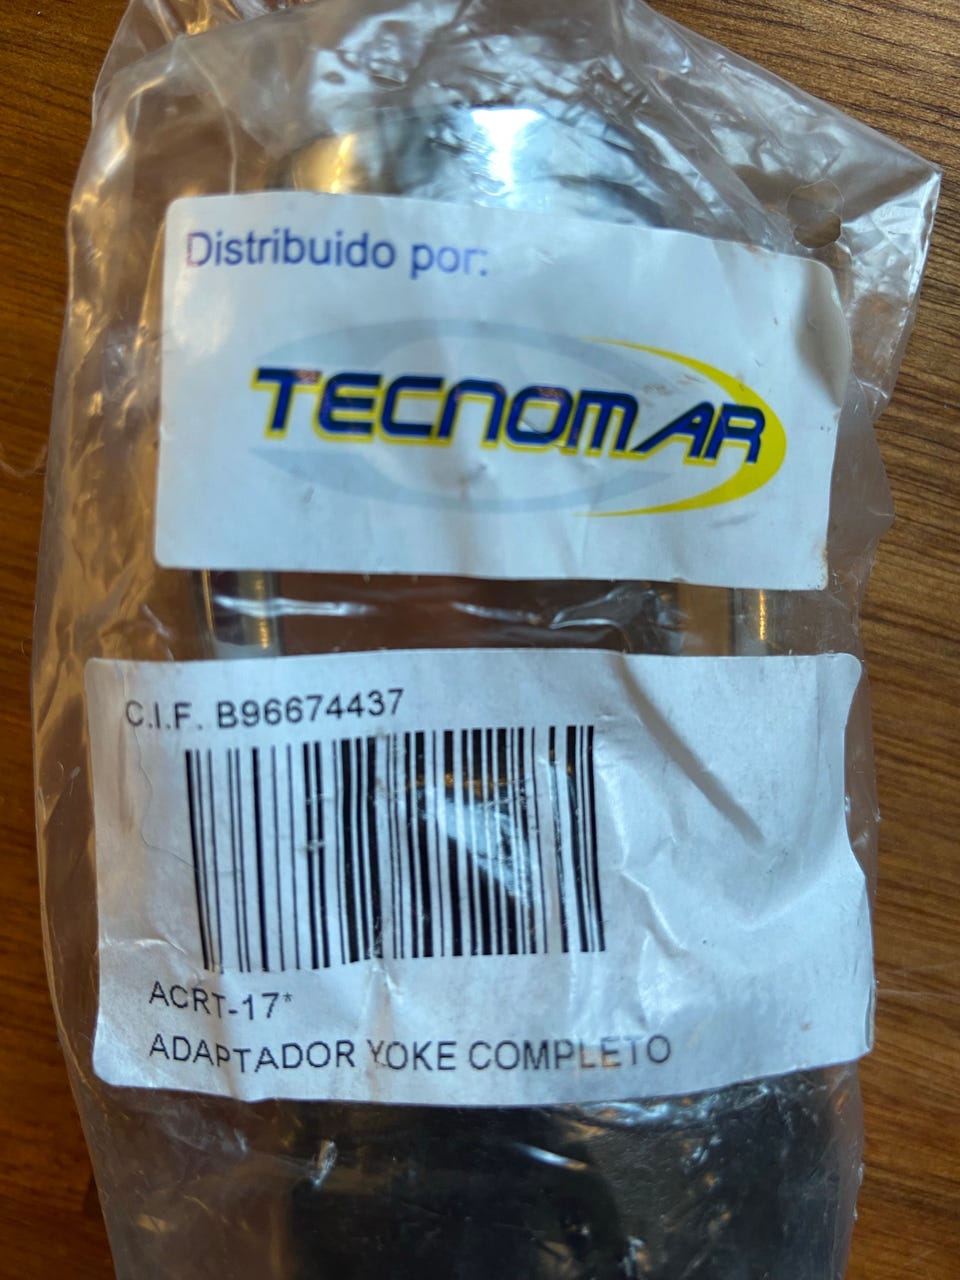 Distribuido por:
TECNOMAR
C.I.F. B96674437
ACRT-17*
ADAPTADOR YOKE COMPLETO